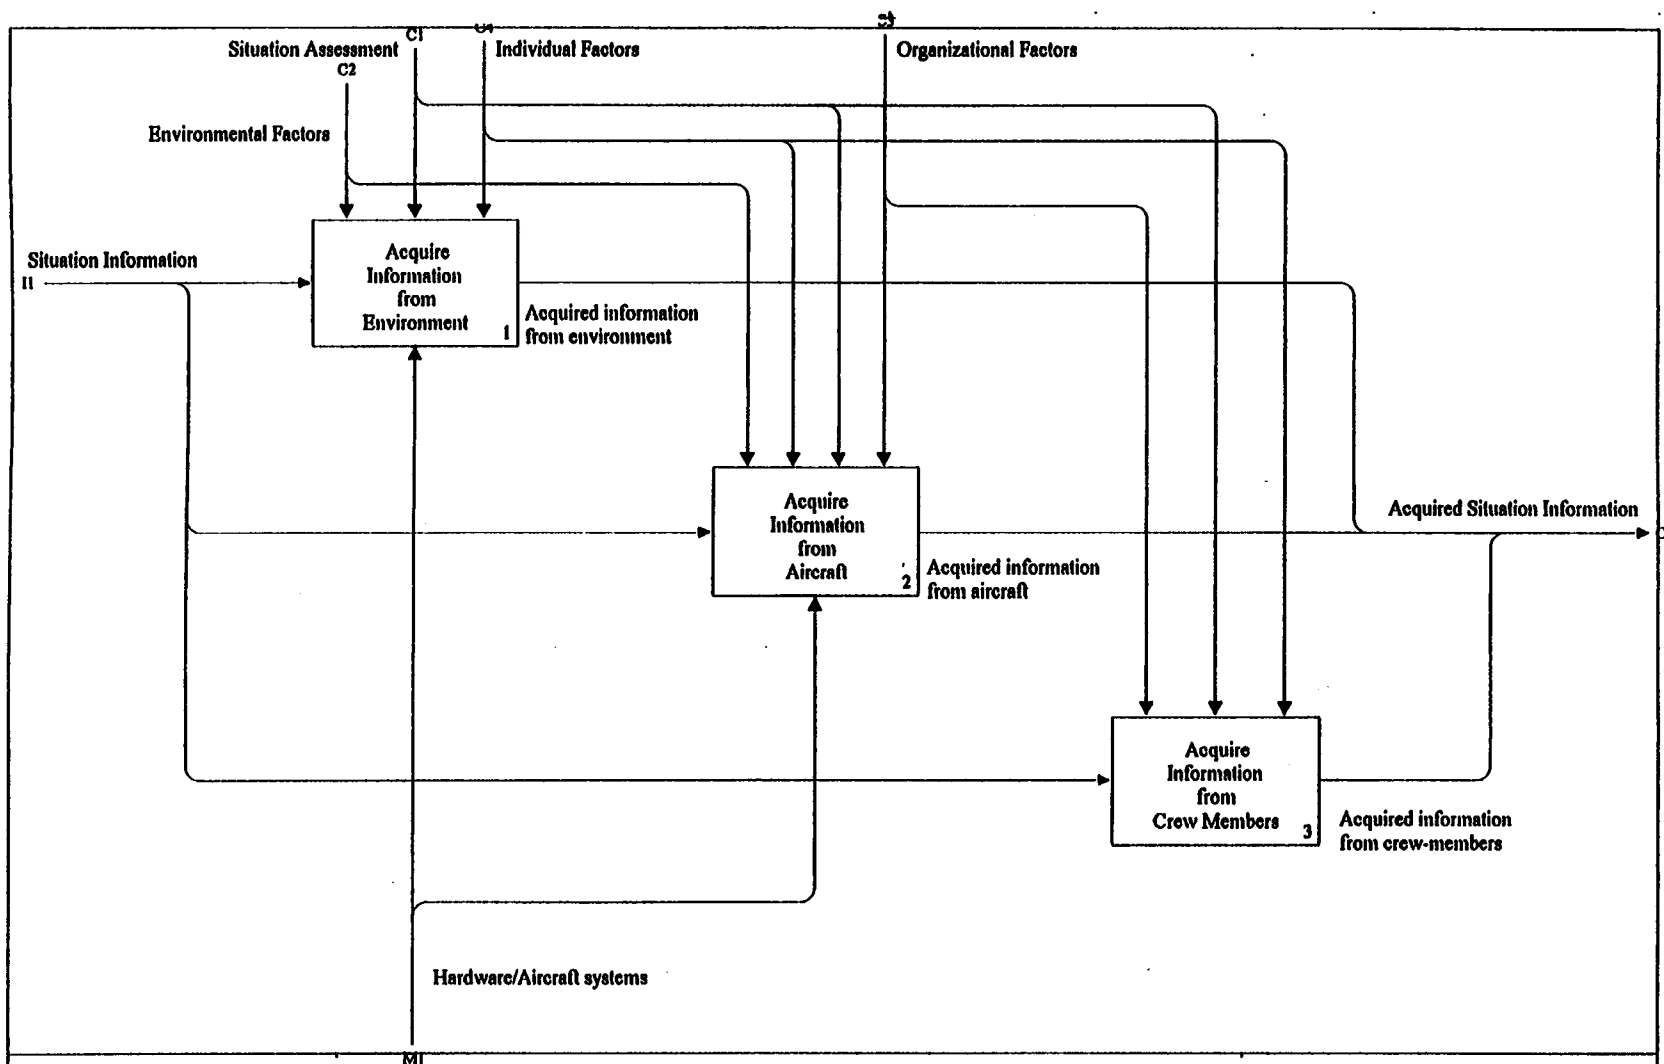 C1
Situation Assessment
Individual Factors
Organizational Factors
C2
Environmental Factors
Situation Information
I1
Acquire
Information
from
Environment
1
Acquired information
from environment
Acquire
Information
from
Aircraft
2
Acquired information
from aircraft
Acquired Situation Information
Acquire
Information
from
Crew Members
3
Acquired information
from crew-members
Hardware/Aircraft systems
M1